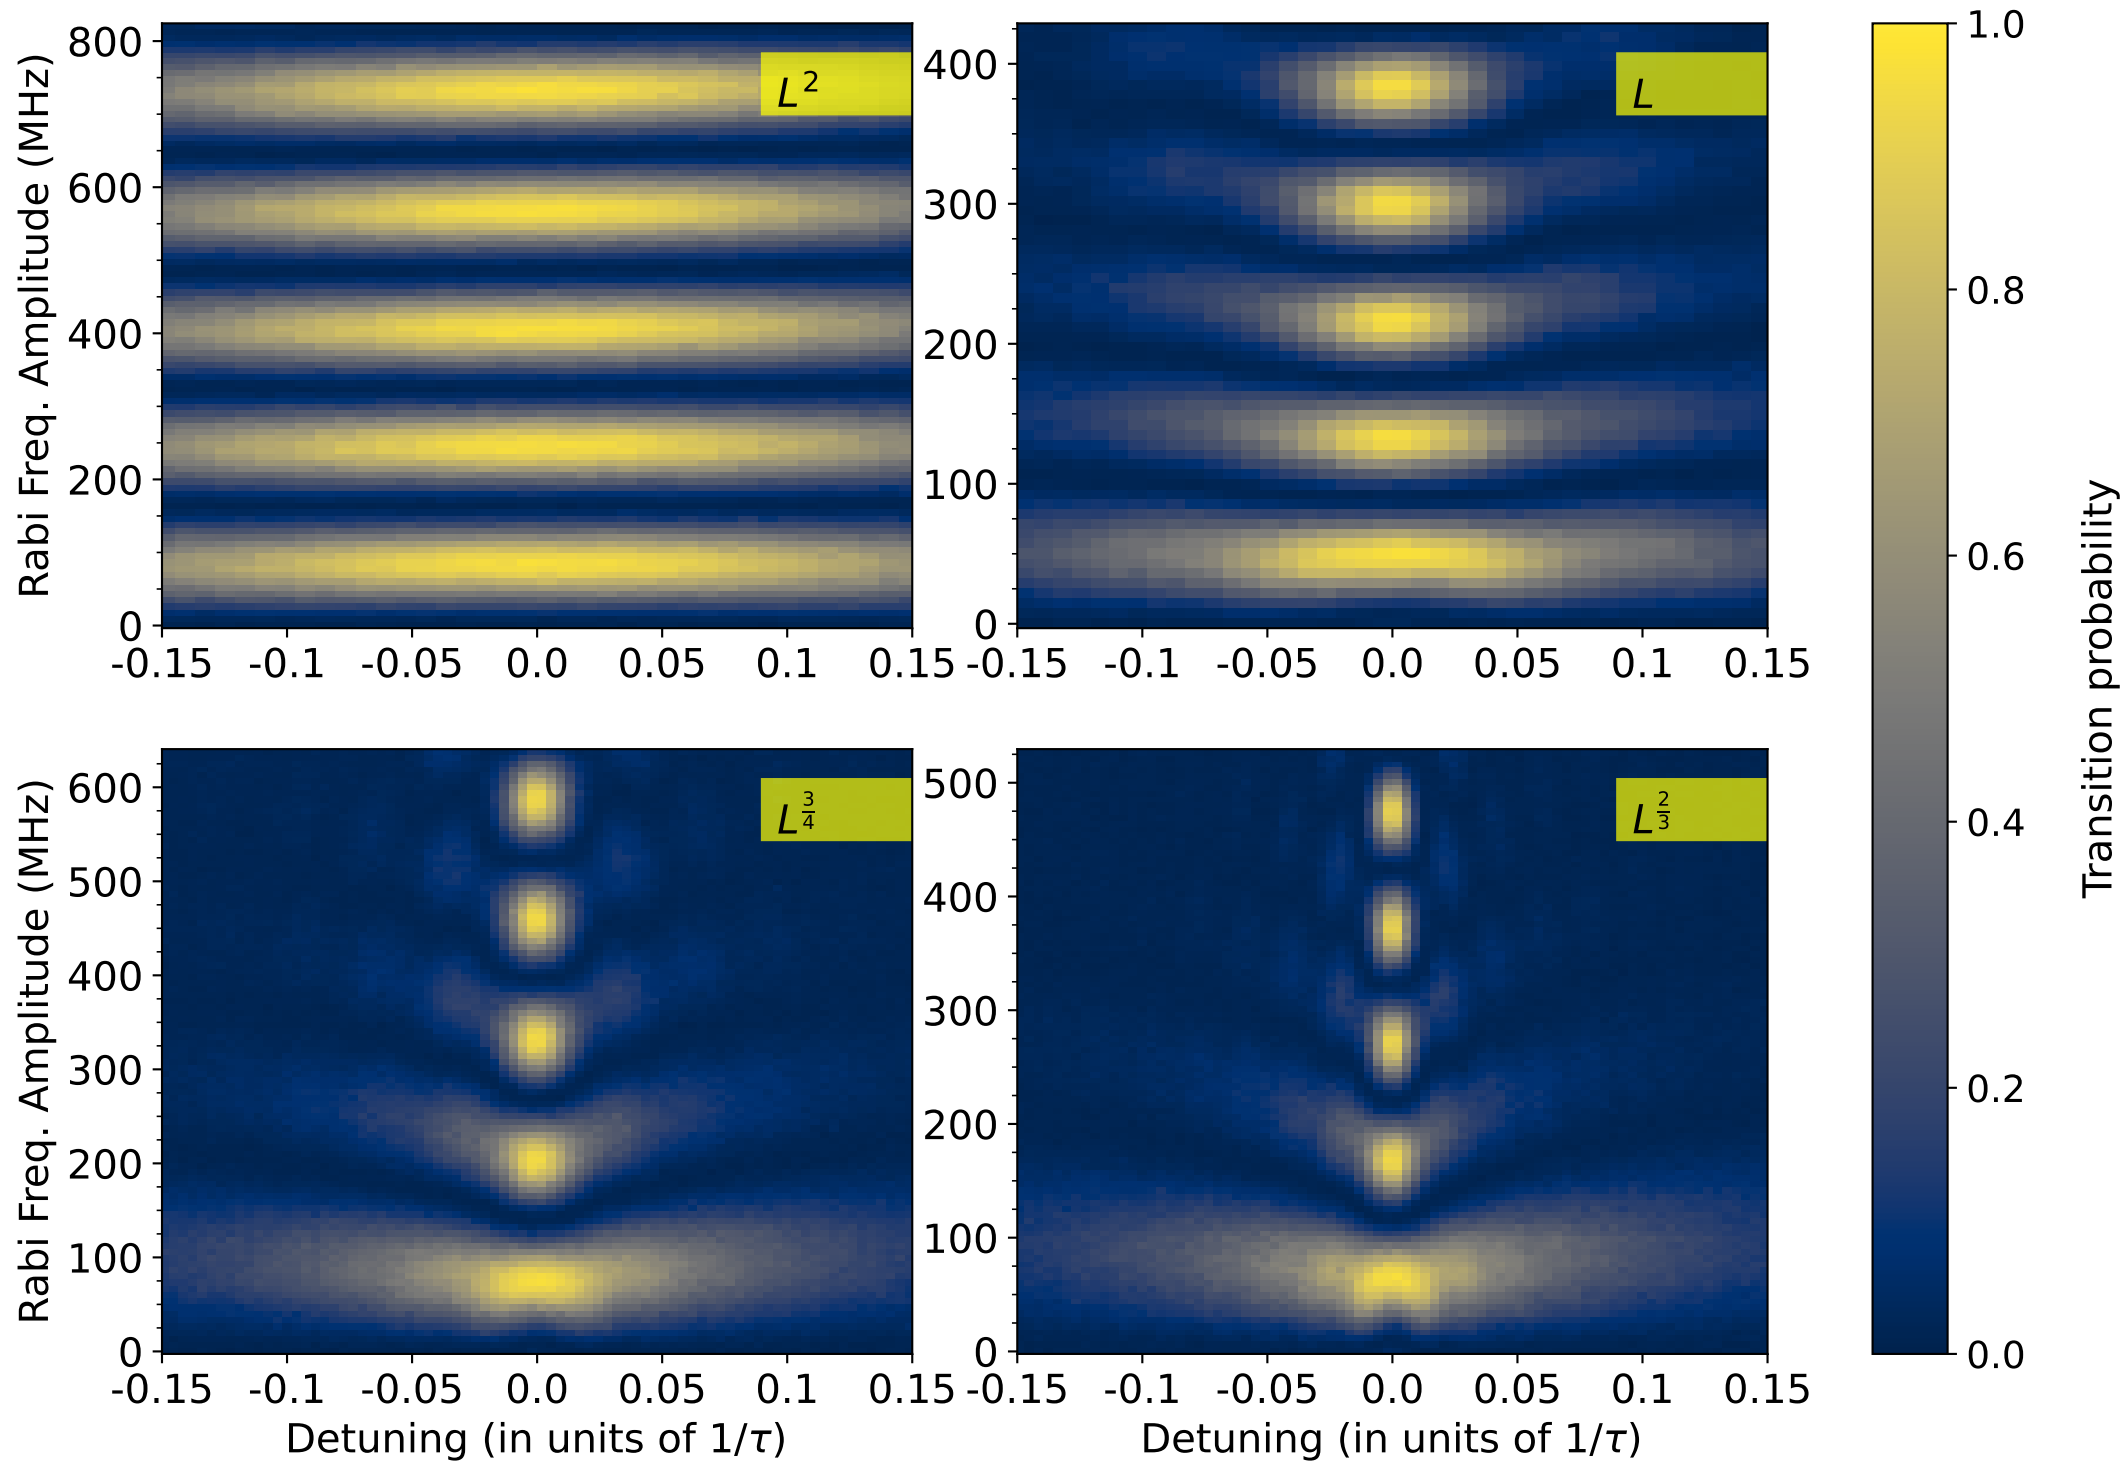 Rabi Freq. Amplitude (MHz)
800
600
400
200
0
-0.15 -0.1 -0.05 0.0 0.05 0.1 0.15
L²
400
300
200
100
0
-0.15 -0.1 -0.05 0.0 0.05 0.1 0.15
L
Rabi Freq. Amplitude (MHz)
600
500
400
300
200
100
0
-0.15 -0.1 -0.05 0.0 0.05 0.1 0.15
Detuning (in units of 1/τ)
L^{3/4}
500
400
300
200
100
0
-0.15 -0.1 -0.05 0.0 0.05 0.1 0.15
Detuning (in units of 1/τ)
L^{2/3}
1.0
0.8
0.6
0.4
0.2
0.0
Transition probability